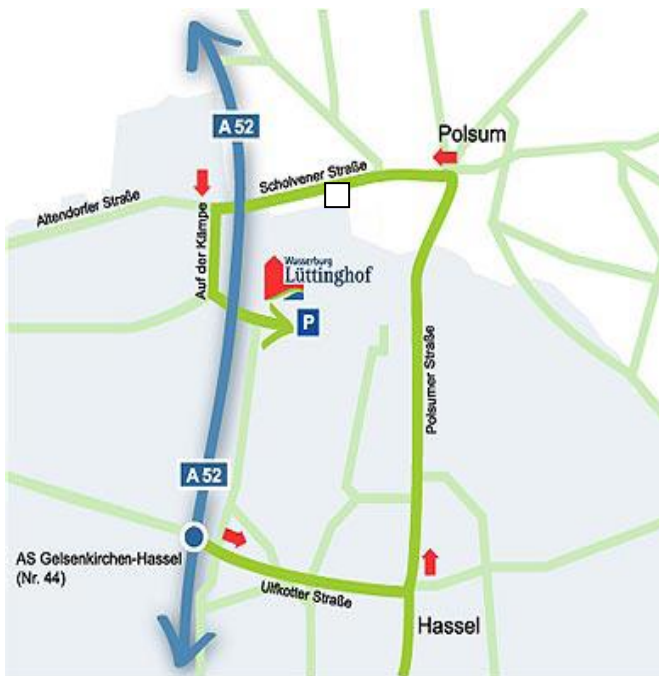 A 52
Polsum
Scholvener Straße
Altendorfer Straße
Auf der Kämpe
Wasserburg
Lüttinghof
P
Polsumer Straße
A 52
AS Gelsenkirchen-Hassel
(Nr. 44)
Ulfkotter Straße
Hassel